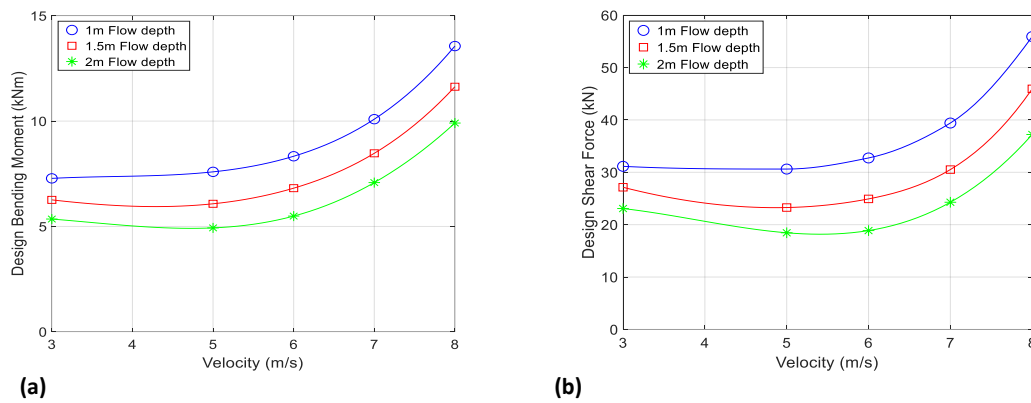 15
10
5
0
Design Bending Moment (kNm)
1m Flow depth
1.5m Flow depth
2m Flow depth
3 4 5 6 7 8
Velocity (m/s)
(a)
60
50
40
30
20
10
0
Design Shear Force (kN)
1m Flow depth
1.5m Flow depth
2m Flow depth
3 4 5 6 7 8
Velocity (m/s)
(b)